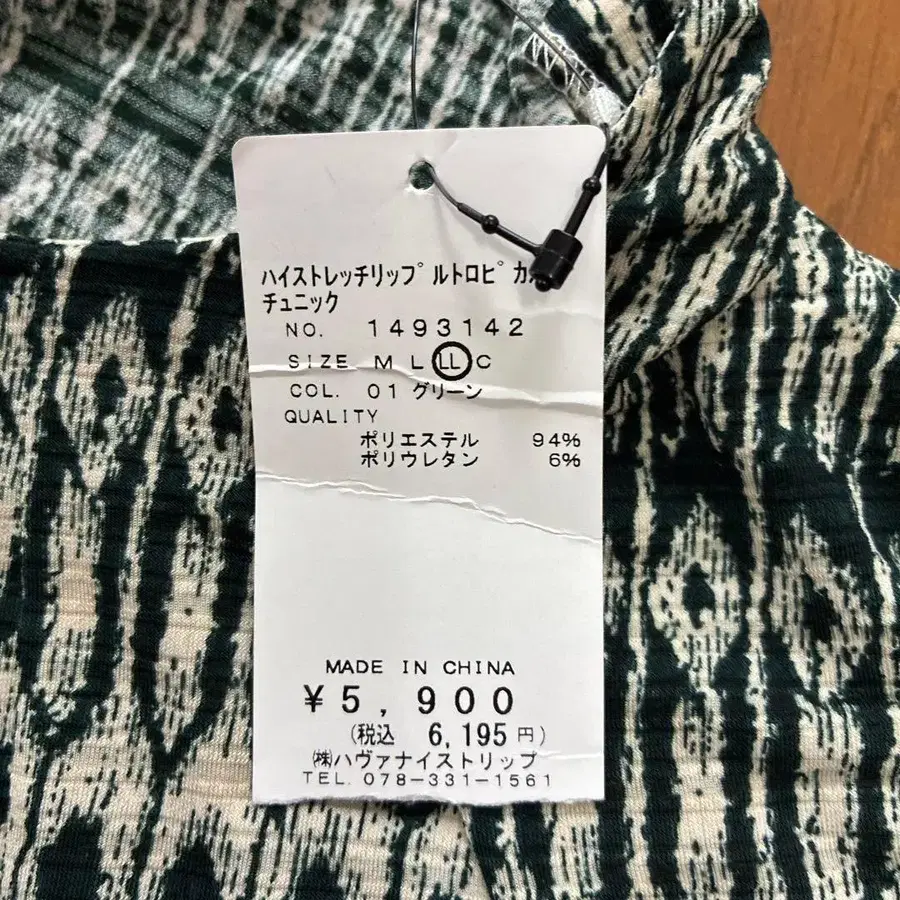 ハイストレッチリップルトロピカ
チュニック
NO. 1493142
SIZE M L LL C
COL. 01 グリーン
QUALITY
ポリエステル 94%
ポリウレタン 6%
MADE IN CHINA
¥5,900
(税込 6,195円)
㈱ハヴァナイストリップ
TEL. 078-331-1561